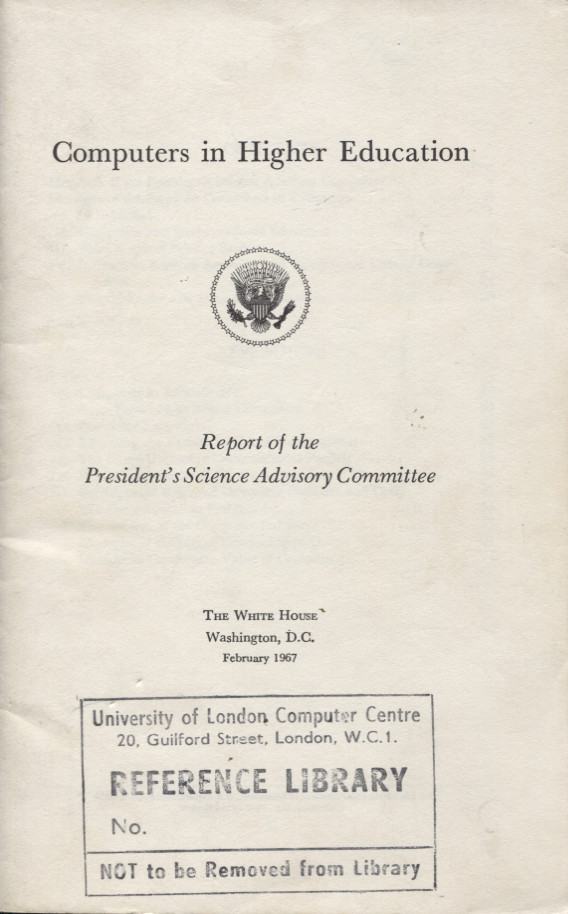 Computers in Higher Education
Report of the
President's Science Advisory Committee
THE WHITE HOUSE
Washington, D.C.
February 1967
University of London Computer Centre
20, Guilford Street, London, W.C.1.
REFERENCE LIBRARY
No.
NOT to be Removed from Library